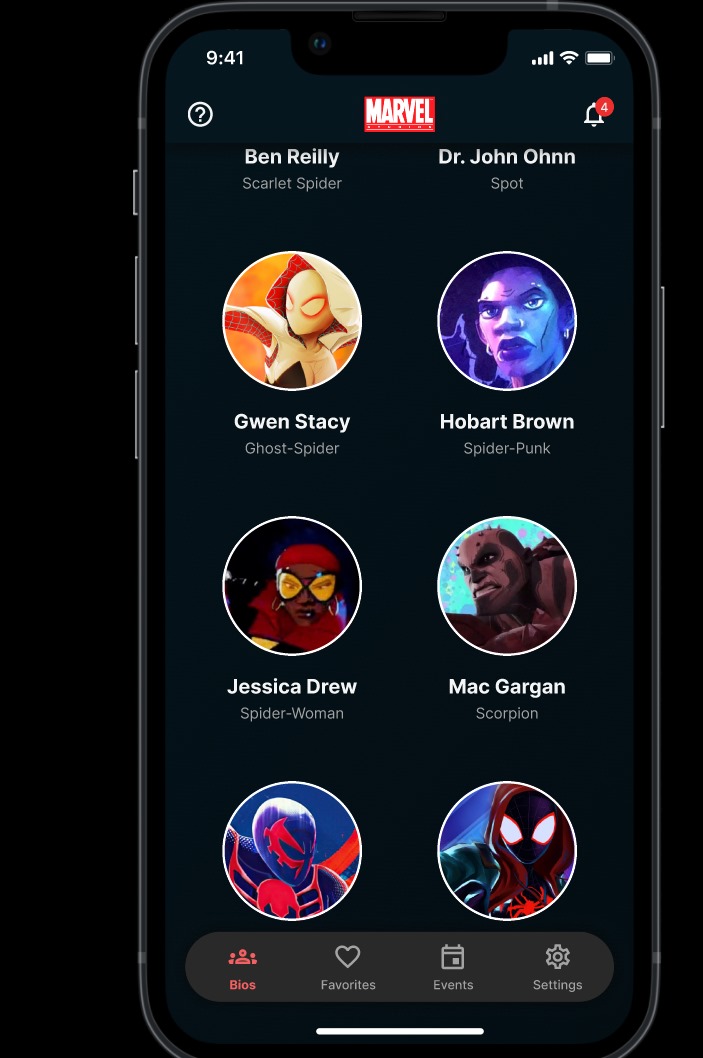 9:41
MARVEL
STUDIOS
4
Ben Reilly
Dr. John Ohnn
Scarlet Spider
Spot
Gwen Stacy
Hobart Brown
Ghost-Spider
Spider-Punk
Jessica Drew
Mac Gargan
Spider-Woman
Scorpion
Bios
Favorites
Events
Settings